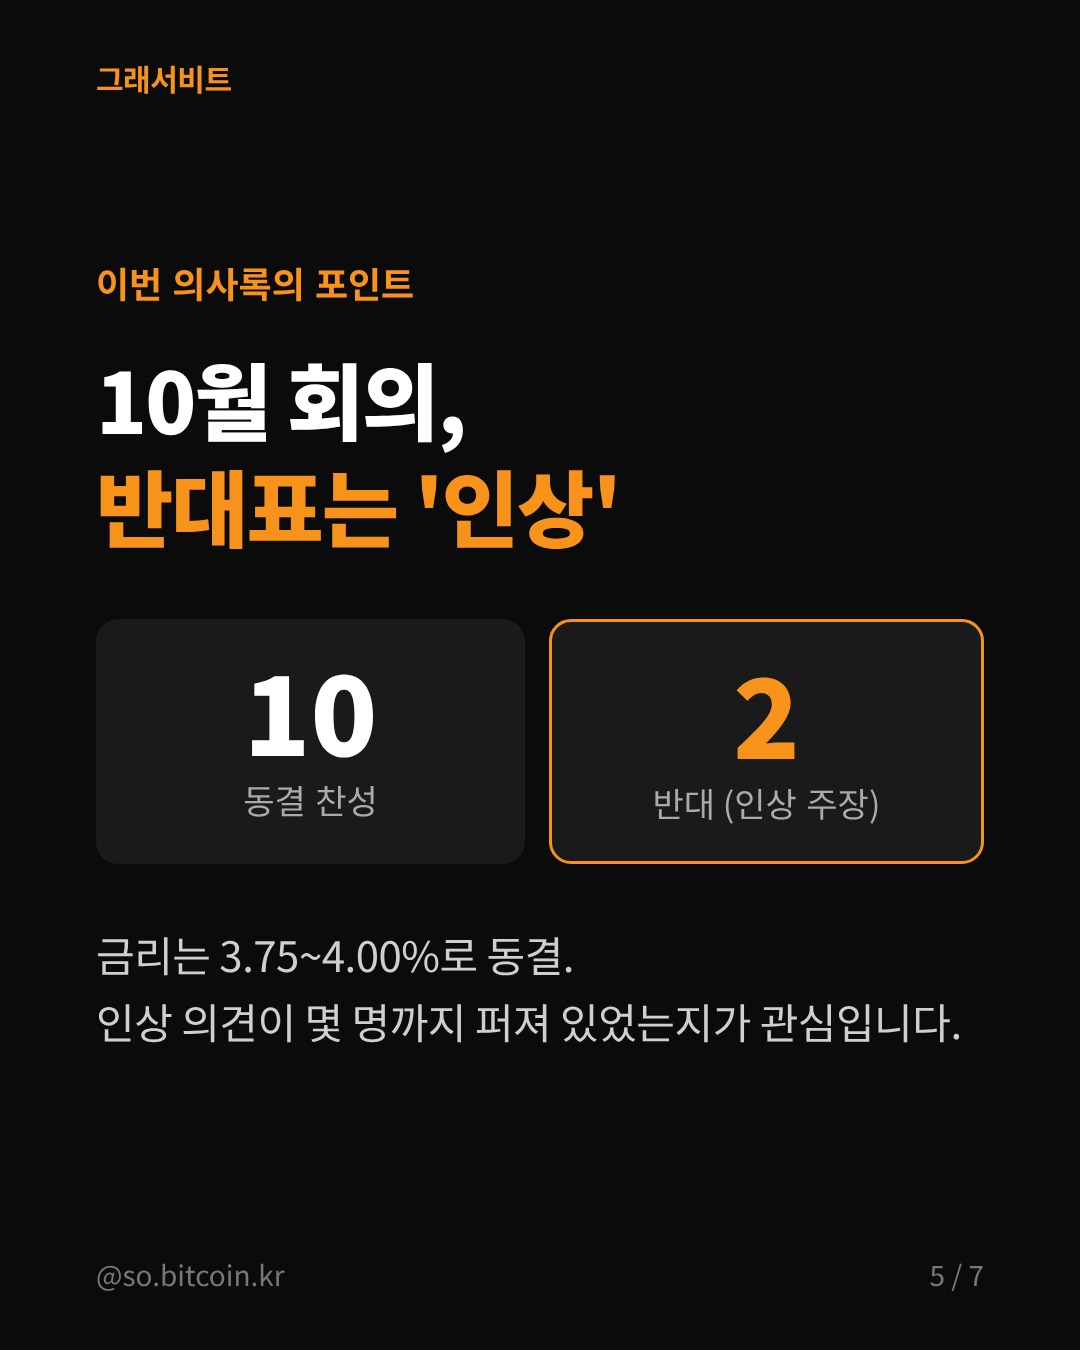 그래서비트
이번 의사록의 포인트
10월 회의,
반대표는 '인상'
10
동결 찬성
2
반대 (인상 주장)
금리는 3.75~4.00%로 동결.
인상 의견이 몇 명까지 퍼져 있었는지가 관심입니다.
@so.bitcoin.kr
5 / 7